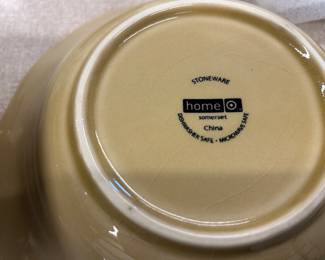 STONEWARE
home
somerset
China
DISHWASHER SAFE • MICROWAVE SAFE